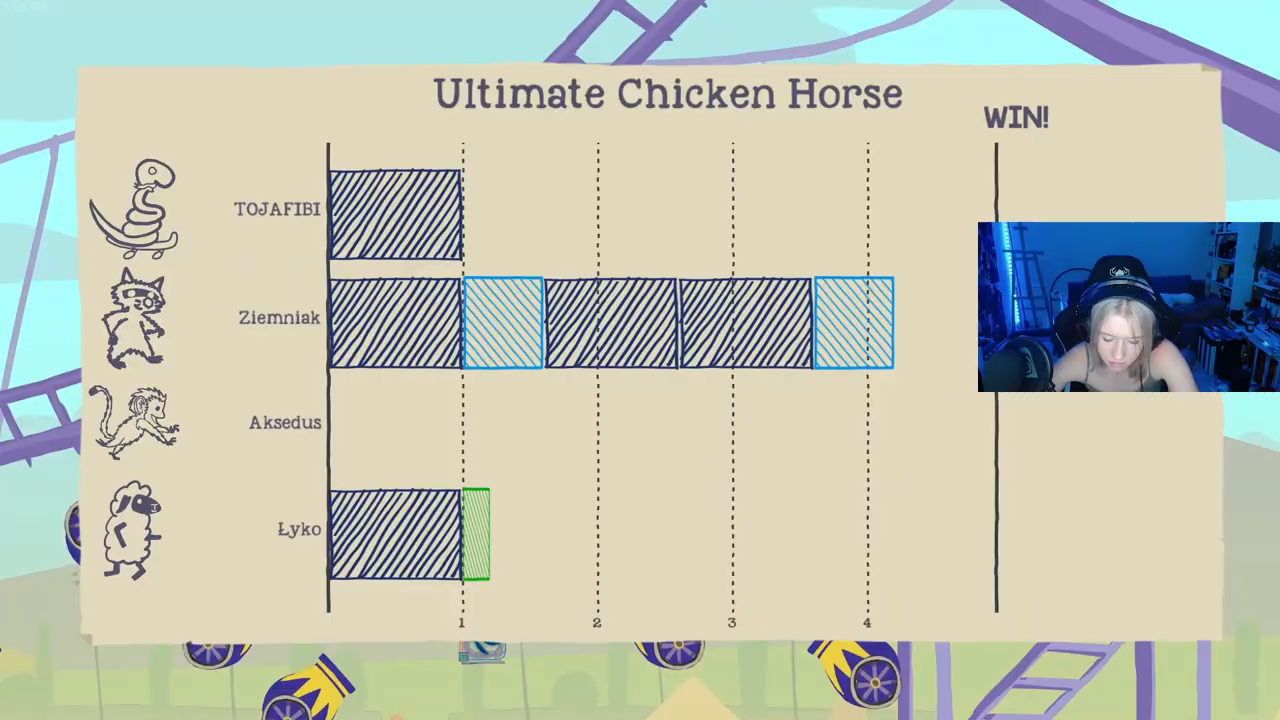 Ultimate Chicken Horse
WIN!
TOJAFIBI
Ziemniak
Aksedus
Łyko
1 2 3 4